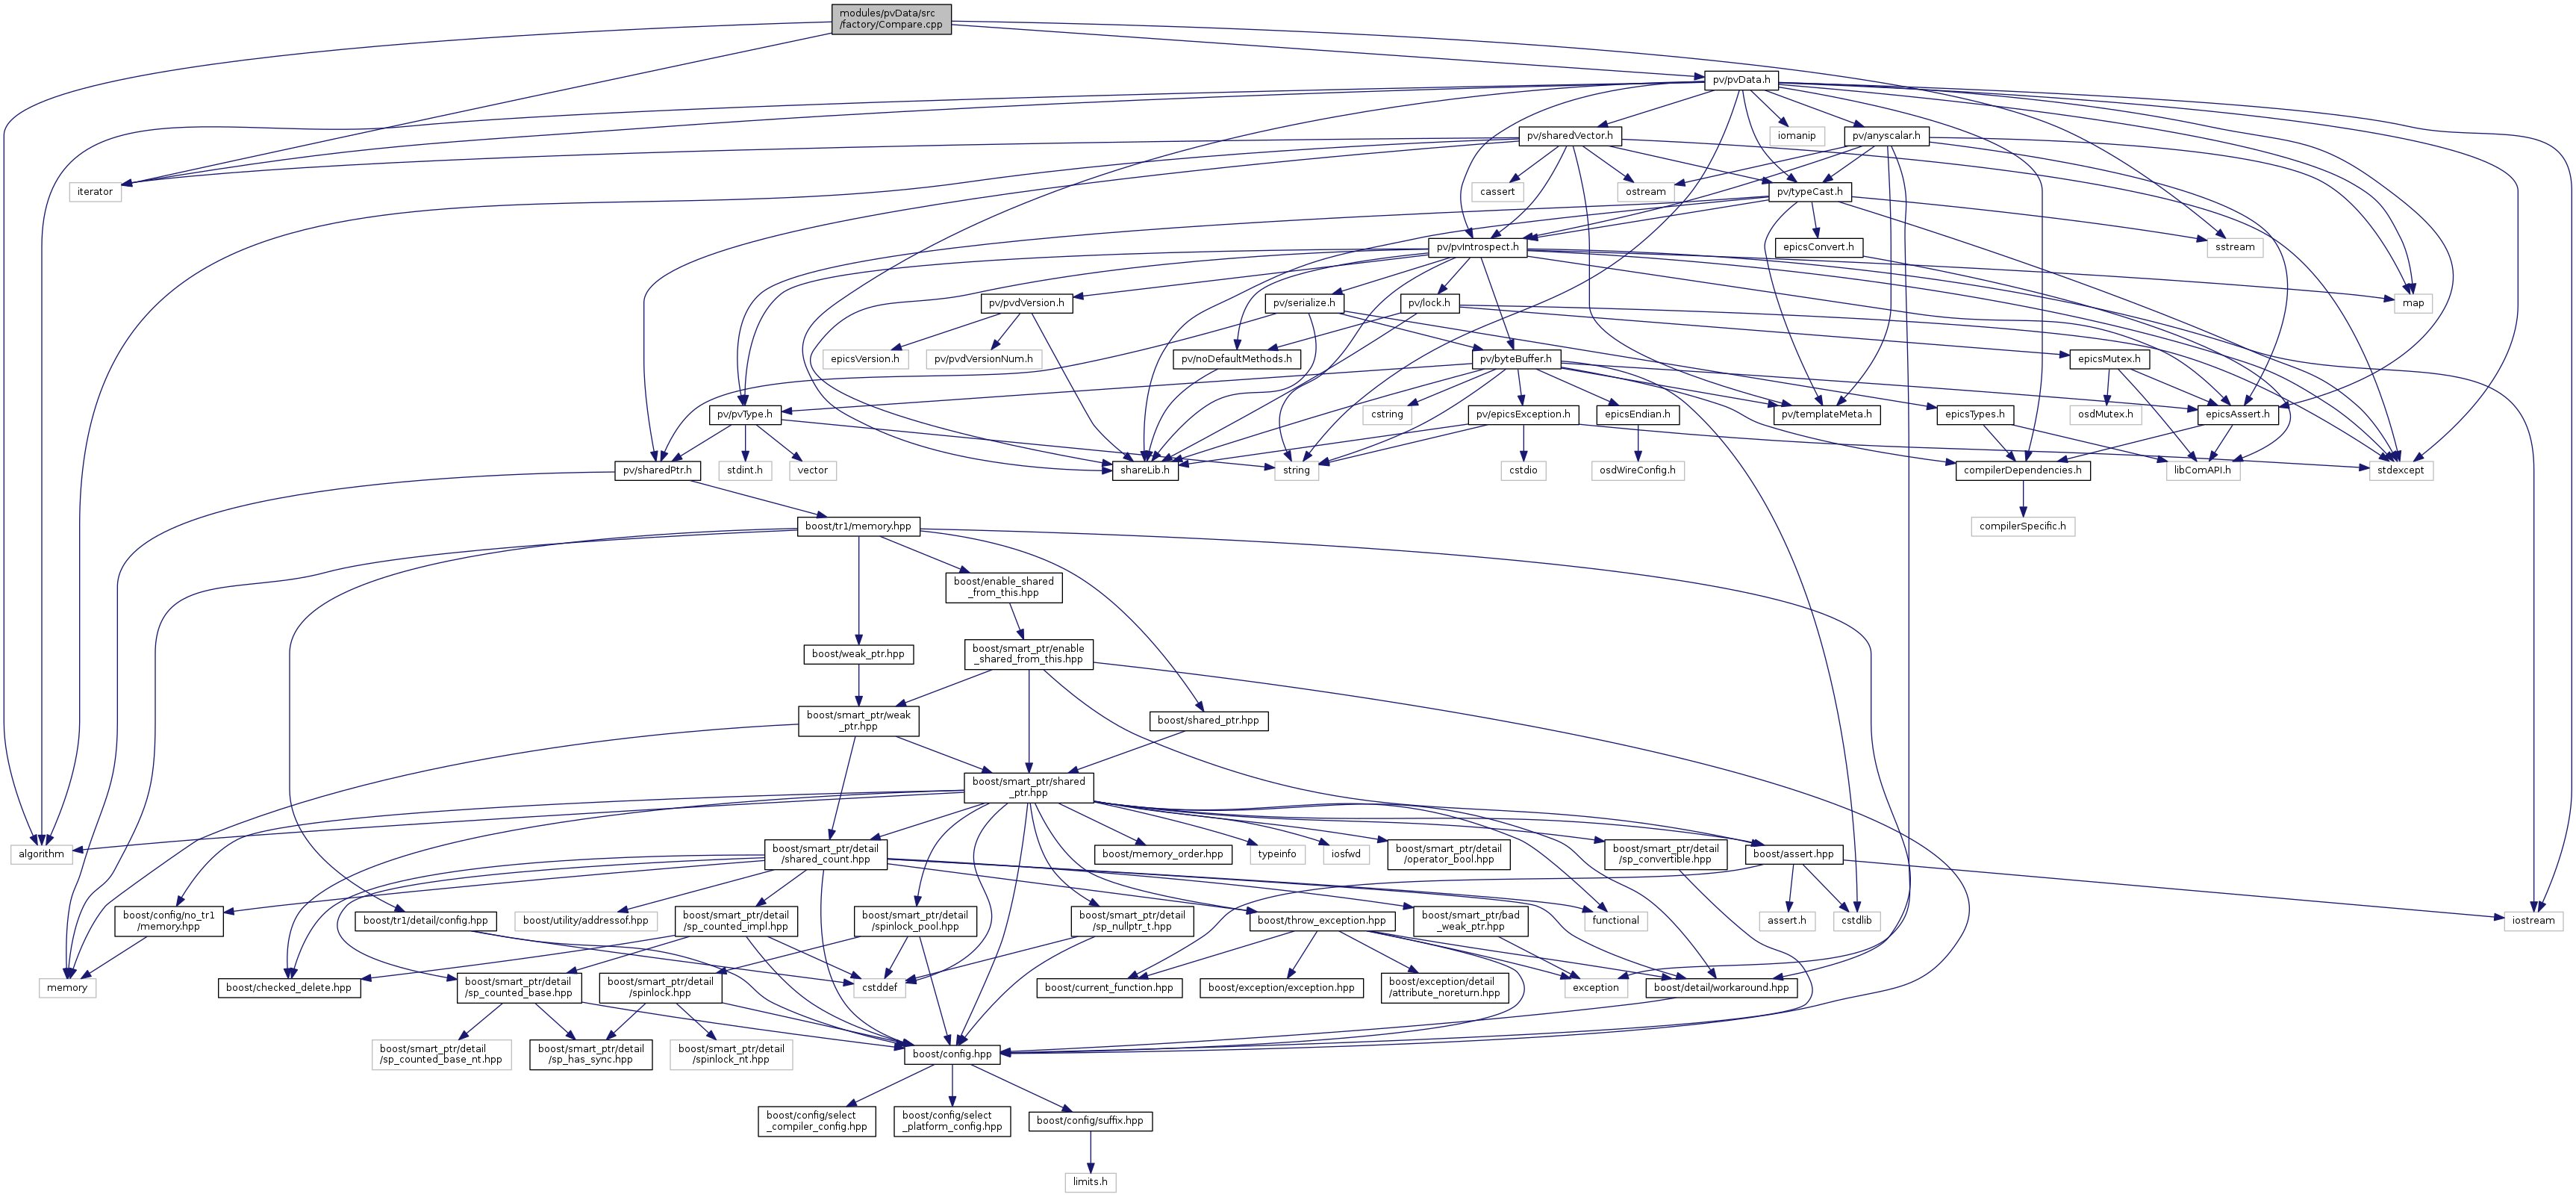 modules/pvData/src
/factory/Compare.cpp
pv/pvData.h
pv/sharedVector.h
iomanip
pv/anyscalar.h
iterator
cassert
ostream
pv/typeCast.h
pv/pvIntrospect.h
epicsConvert.h
sstream
pv/pvdVersion.h
pv/serialize.h
pv/lock.h
map
epicsVersion.h
pv/pvdVersionNum.h
pv/noDefaultMethods.h
pv/byteBuffer.h
epicsMutex.h
pv/pvType.h
cstring
pv/epicsException.h
epicsEndian.h
pv/templateMeta.h
epicsTypes.h
osdMutex.h
epicsAssert.h
pv/sharedPtr.h
stdint.h
vector
shareLib.h
string
cstdio
osdWireConfig.h
compilerDependencies.h
libComAPI.h
stdexcept
boost/tr1/memory.hpp
compilerSpecific.h
boost/enable_shared
_from_this.hpp
boost/weak_ptr.hpp
boost/smart_ptr/enable
_shared_from_this.hpp
boost/smart_ptr/weak
_ptr.hpp
boost/shared_ptr.hpp
boost/smart_ptr/shared
_ptr.hpp
algorithm
boost/smart_ptr/detail
/shared_count.hpp
boost/memory_order.hpp
typeinfo
iosfwd
boost/smart_ptr/detail
/operator_bool.hpp
boost/smart_ptr/detail
/sp_convertible.hpp
boost/assert.hpp
boost/config/no_tr1
/memory.hpp
boost/tr1/detail/config.hpp
boost/utility/addressof.hpp
boost/smart_ptr/detail
/sp_counted_impl.hpp
boost/smart_ptr/detail
/spinlock_pool.hpp
boost/smart_ptr/detail
/sp_nullptr_t.hpp
boost/throw_exception.hpp
boost/smart_ptr/bad
_weak_ptr.hpp
functional
assert.h
cstdlib
iostream
memory
boost/checked_delete.hpp
boost/smart_ptr/detail
/sp_counted_base.hpp
boost/smart_ptr/detail
/spinlock.hpp
cstddef
boost/current_function.hpp
boost/exception/exception.hpp
boost/exception/detail
/attribute_noreturn.hpp
exception
boost/detail/workaround.hpp
boost/smart_ptr/detail
/sp_counted_base_nt.hpp
boost/smart_ptr/detail
/sp_has_sync.hpp
boost/smart_ptr/detail
/spinlock_nt.hpp
boost/config.hpp
boost/config/select
_compiler_config.hpp
boost/config/select
_platform_config.hpp
boost/config/suffix.hpp
limits.h